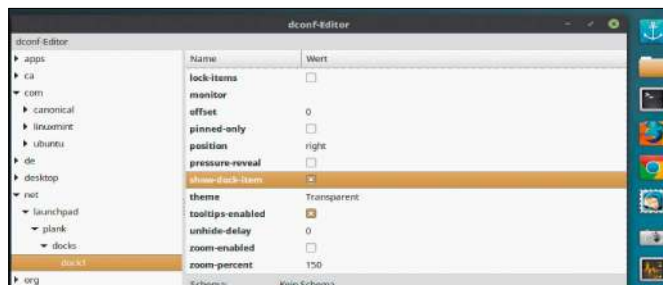 dconf-Editor
dconf-Editor
apps
ca
com
canonical
linuxmint
ubuntu
de
desktop
net
launchpad
plank
docks
dock1
org
Name Wert
lock-items
monitor
offset 0
pinned-only
position right
pressure-reveal
show-dock-item
theme Transparent
tooltips-enabled
unhide-delay 0
zoom-enabled
zoom-percent 150
Schema: Kein Schema